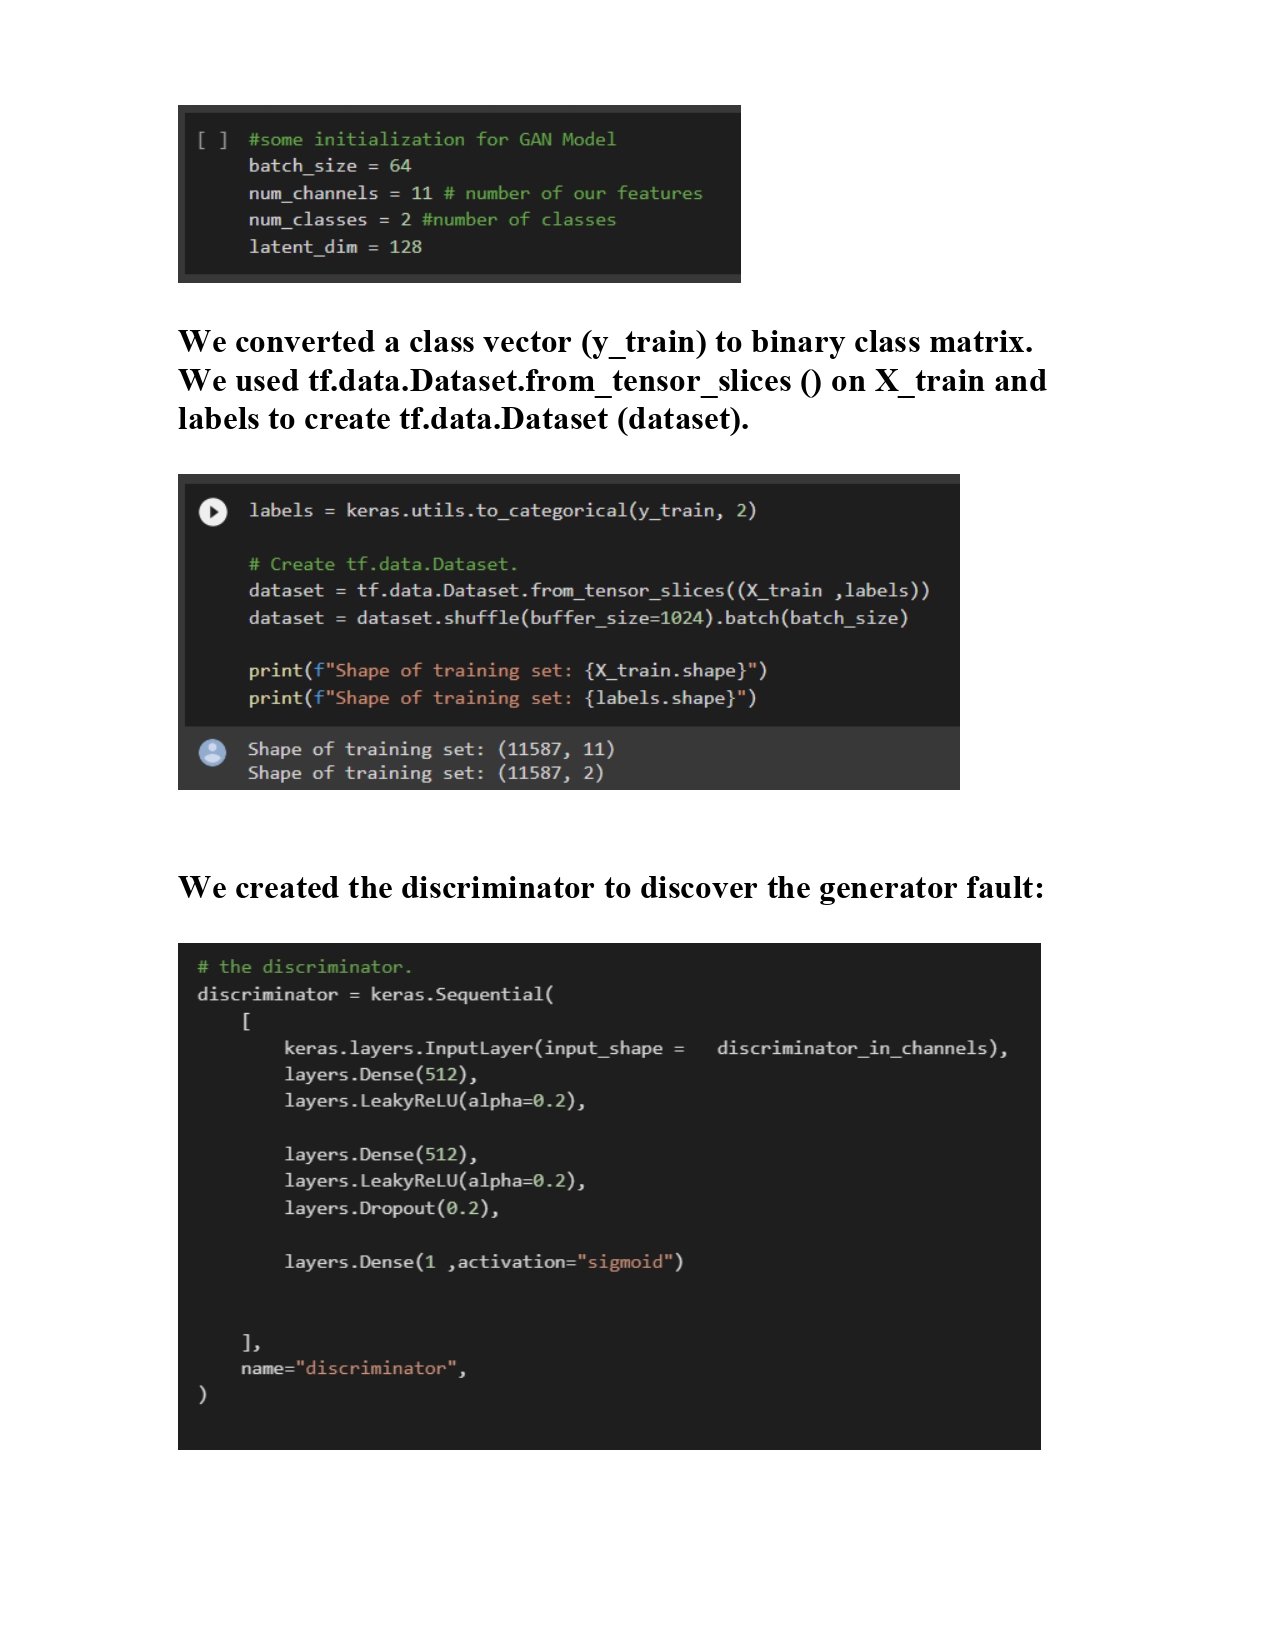 [ ] #some initialization for GAN Model
batch_size = 64
num_channels = 11 # number of our features
num_classes = 2 #number of classes
latent_dim = 128
We converted a class vector (y_train) to binary class matrix.
We used tf.data.Dataset.from_tensor_slices () on X_train and
labels to create tf.data.Dataset (dataset).
labels = keras.utils.to_categorical(y_train, 2)
# Create tf.data.Dataset.
dataset = tf.data.Dataset.from_tensor_slices((X_train ,labels))
dataset = dataset.shuffle(buffer_size=1024).batch(batch_size)
print(f"Shape of training set: {X_train.shape}")
print(f"Shape of training set: {labels.shape}")
Shape of training set: (11587, 11)
Shape of training set: (11587, 2)
We created the discriminator to discover the generator fault:
# the discriminator.
discriminator = keras.Sequential(
[
keras.layers.InputLayer(input_shape =   discriminator_in_channels),
layers.Dense(512),
layers.LeakyReLU(alpha=0.2),
layers.Dense(512),
layers.LeakyReLU(alpha=0.2),
layers.Dropout(0.2),
layers.Dense(1 ,activation="sigmoid")
],
name="discriminator",
)